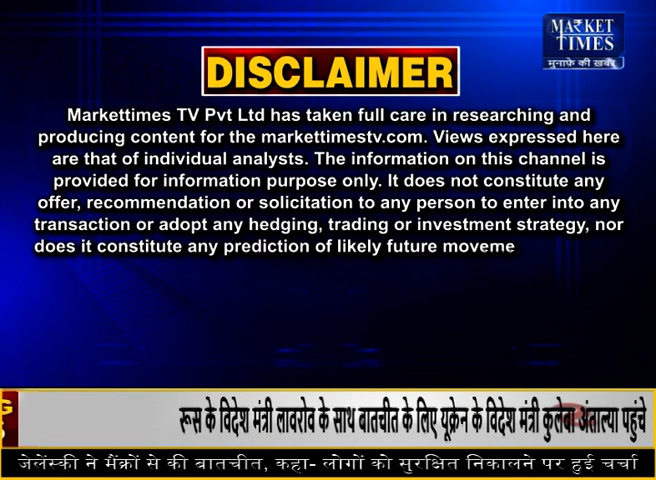 MARKET
TIMES
मुनाफे की ख़बर
DISCLAIMER
Markettimes TV Pvt Ltd has taken full care in researching and
producing content for the markettimestv.com. Views expressed here
are that of individual analysts. The information on this channel is
provided for information purpose only. It does not constitute any
offer, recommendation or solicitation to any person to enter into any
transaction or adopt any hedging, trading or investment strategy, nor
does it constitute any prediction of likely future moveme
रूस के विदेश मंत्री लावरोव के साथ बातचीत के लिए यूक्रेन के विदेश मंत्री कुलेबा अंताल्या पहुंचे
जेलेंस्की ने मैंक्रों से की बातचीत, कहा- लोगों को सुरक्षित निकालने पर हुई चर्चा